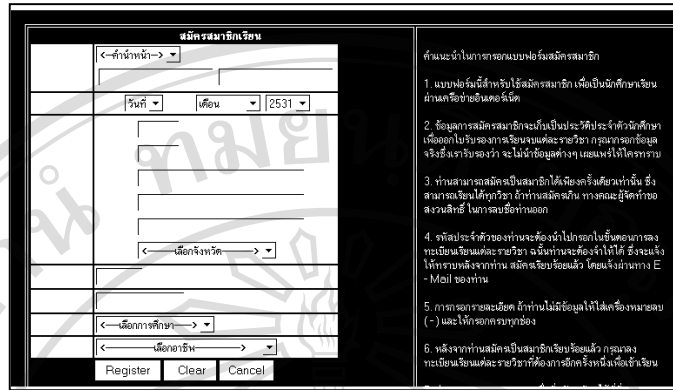 สมัครสมาชิกเรียน
<--คำนำหน้า-->
วันที่ เดือน 2531
<----เลือกจังหวัด---->
<---เลือกการศึกษา--->
<----เลือกอาชีพ---->
Register Clear Cancel
คำแนะนำในการกรอกแบบฟอร์มสมัครสมาชิก
1. แบบฟอร์มนี้สำหรับใช้สมัครสมาชิก เพื่อเป็นนักศึกษาเรียน
ผ่านเครือข่ายอินเตอร์เน็ต
2. ข้อมูลการสมัครสมาชิกจะเก็บเป็นประวัติประจำตัวนักศึกษา
เพื่อออกใบรับรองการเรียนจบแต่ละรายวิชา กรุณากรอกข้อมูล
จริงซึ่งเรารับรองว่า จะไม่นำข้อมูลต่างๆ เผยแพร่ให้ใครทราบ
3. ท่านสามารถสมัครเป็นสมาชิกได้เพียงครั้งเดียวเท่านั้น ซึ่ง
สามารถเรียนได้ทุกวิชา ถ้าท่านสมัครเกิน ทางคณะผู้จัดทำขอ
สงวนสิทธิ์ ในการลบชื่อท่านออก
4. รหัสประจำตัวของท่านจะต้องนำไปกรอกในขั้นตอนการลง
ทะเบียนเรียนแต่ละรายวิชา ฉนั้นท่านจะต้องจำให้ได้ ซึ่งจะแจ้ง
ให้ทราบหลังจากท่าน สมัครเรียบร้อยแล้ว โดยแจ้งผ่านทาง E
- Mail ของท่าน
5. การกรอกรายละเอียด ถ้าท่านไม่มีข้อมูลให้ใส่เครื่องหมายลบ
(-) และให้กรอกครบทุกช่อง
6. หลังจากท่านสมัครเป็นสมาชิกเรียบร้อยแล้ว กรุณาลง
ทะเบียนเรียนแต่ละรายวิชาที่ต้องการอีกครั้งหนึ่งเพื่อเข้าเรียน